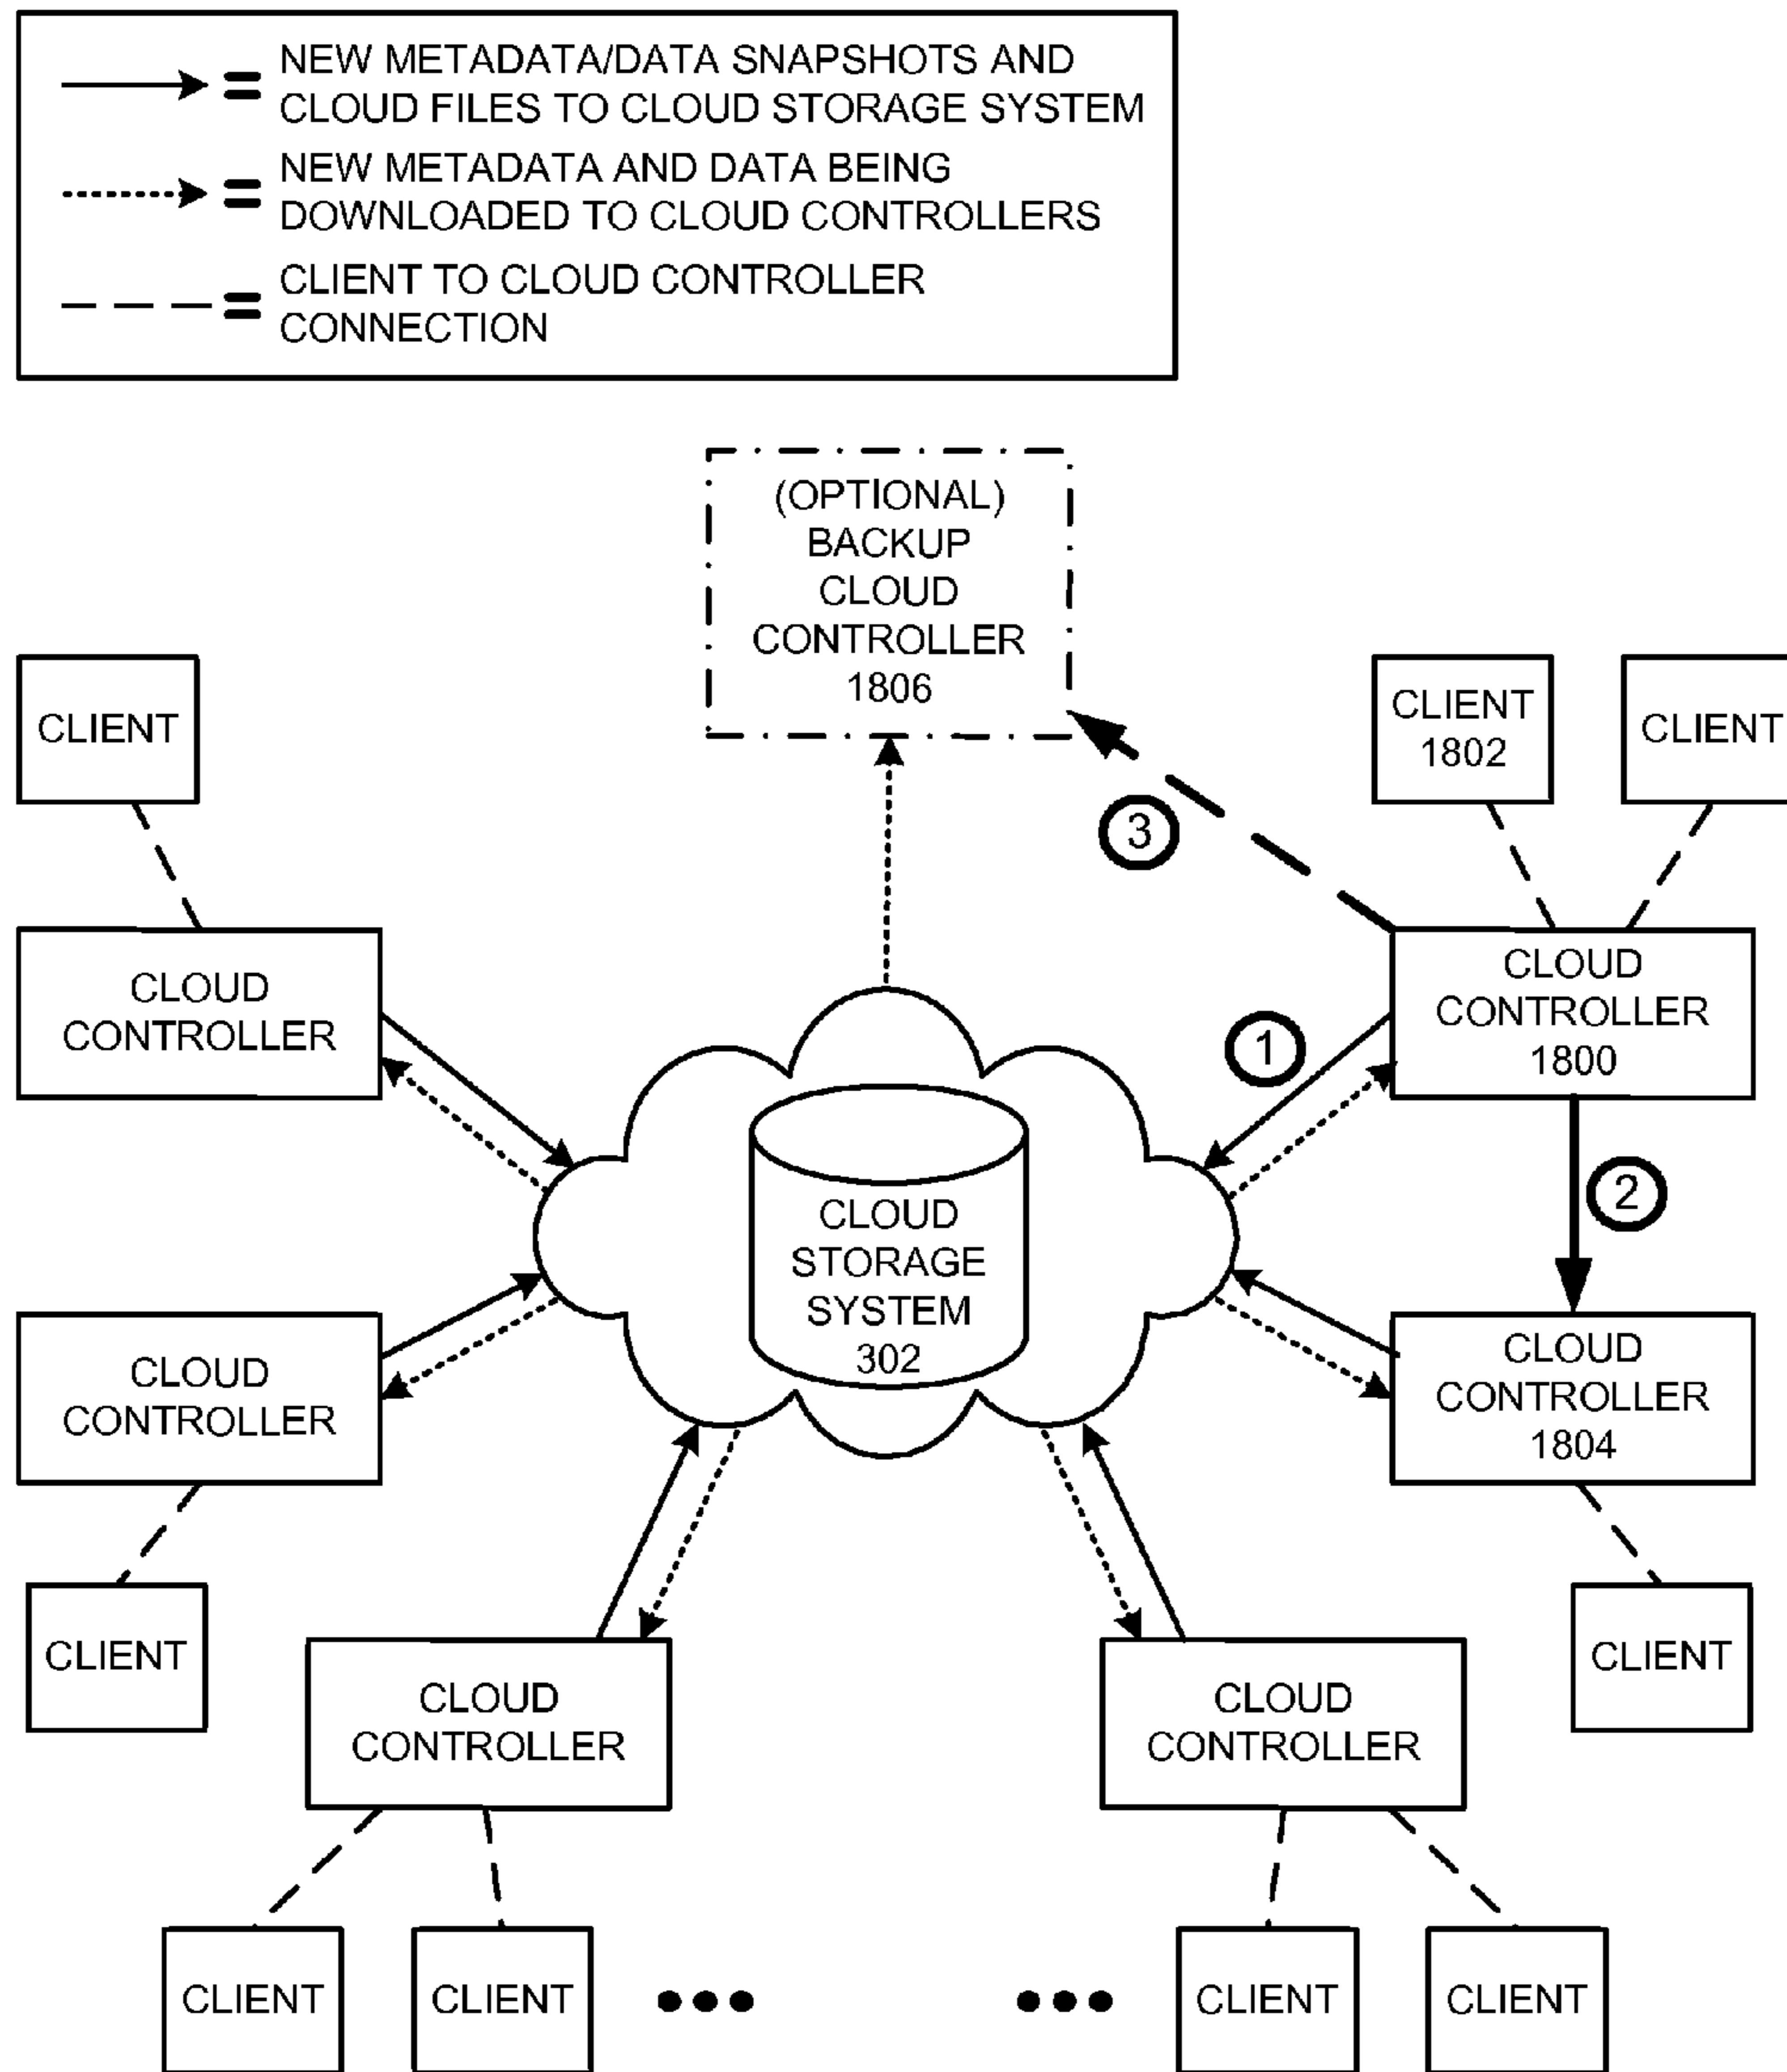 = NEW METADATA/DATA SNAPSHOTS AND
CLOUD FILES TO CLOUD STORAGE SYSTEM
= NEW METADATA AND DATA BEING
DOWNLOADED TO CLOUD CONTROLLERS
= CLIENT TO CLOUD CONTROLLER
CONNECTION
(OPTIONAL)
BACKUP
CLOUD
CONTROLLER
1806
CLIENT
CLIENT
1802
CLIENT
3
CLOUD
CONTROLLER
CLOUD
CONTROLLER
1800
1
2
CLOUD
STORAGE
SYSTEM
302
CLOUD
CONTROLLER
CLOUD
CONTROLLER
1804
CLIENT
CLIENT
CLOUD
CONTROLLER
CLOUD
CONTROLLER
CLIENT
CLIENT
CLIENT
CLIENT